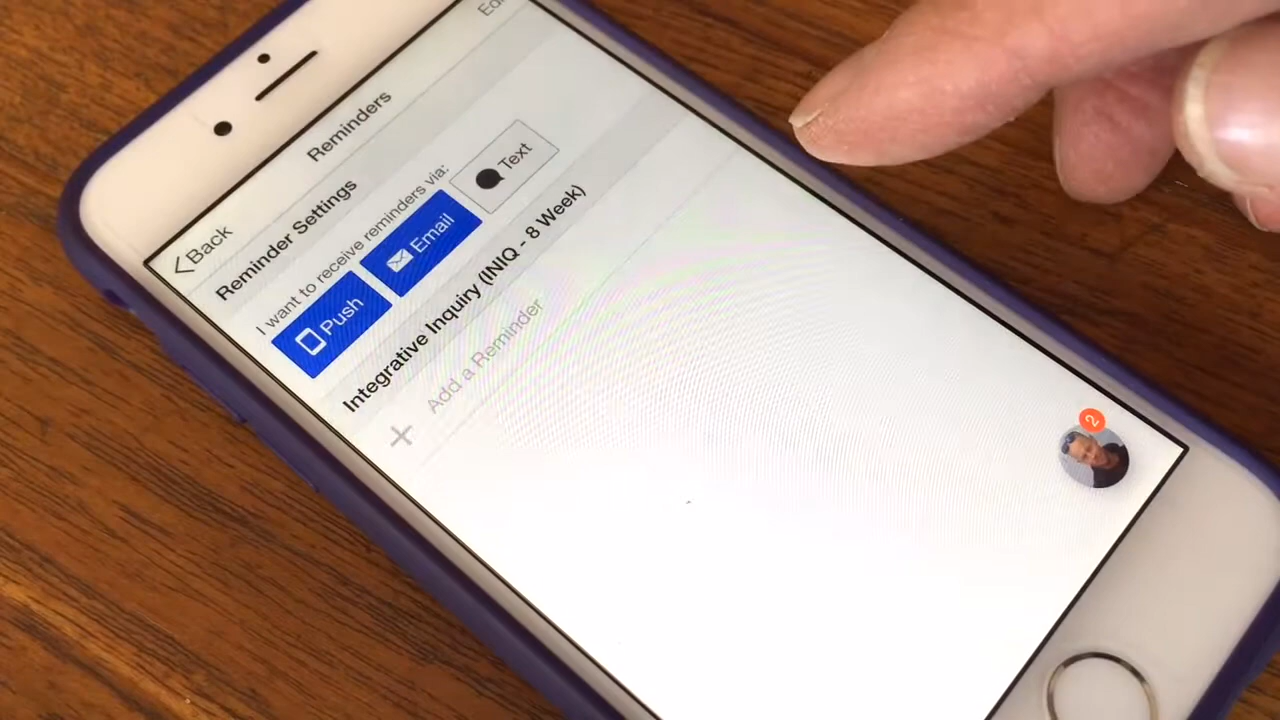 Back
Reminders
Reminder Settings
I want to receive reminders via:
Push
Email
Text
Integrative Inquiry (INIQ - 8 Week)
+ Add a Reminder
2